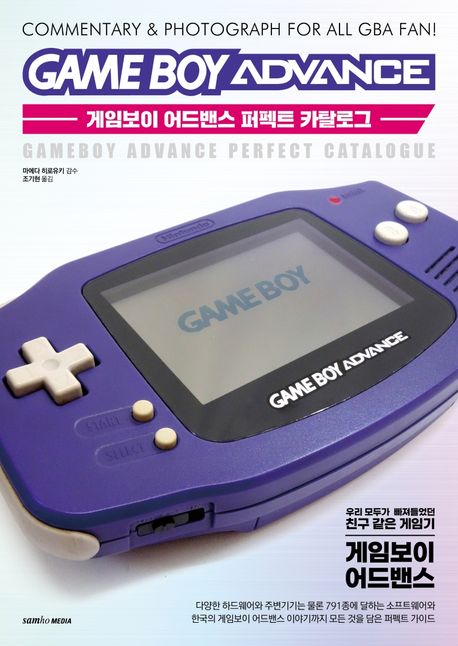 COMMENTARY & PHOTOGRAPH FOR ALL GBA FAN!
GAME BOY ADVANCE
게임보이 어드밴스 퍼펙트 카탈로그
GAMEBOY ADVANCE PERFECT CATALOGUE
마에다 히로유키 감수
조기현 옮김
Nintendo
GAME BOY
GAME BOY ADVANCE
START
SELECT
우리 모두가 빠져들었던
친구 같은 게임기
게임보이
어드밴스
다양한 하드웨어와 주변기기는 물론 791종에 달하는 소프트웨어와
한국의 게임보이 어드밴스 이야기까지 모든 것을 담은 퍼펙트 가이드
samho MEDIA